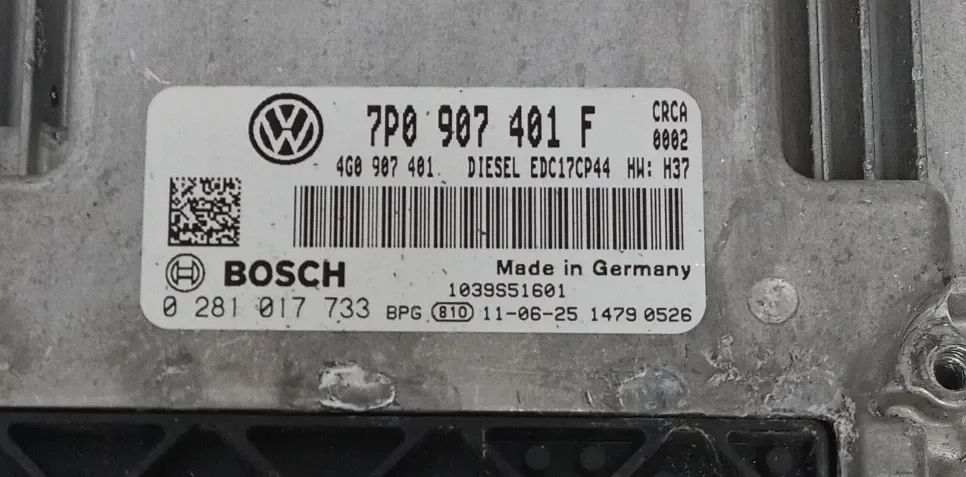 7P0 907 401 F CRCA
0002
4G0 907 401. DIESEL EDC17CP44 HW: H37
BOSCH Made in Germany
1039S51601
0 281 017 733 BPG 810 11-06-25 1479 0526